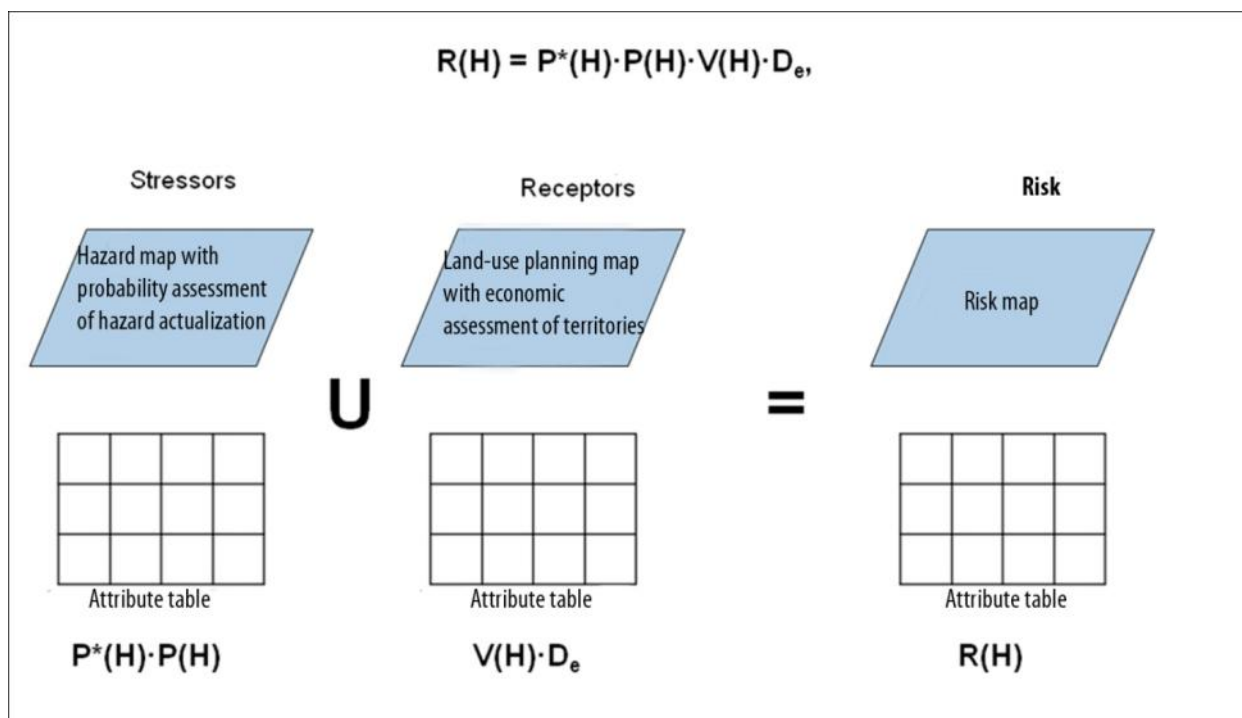 R(H) = P*(H)·P(H)·V(H)·Dₑ,
Stressors
Receptors
Risk
Hazard map with
probability assessment
of hazard actualization
Land-use planning map
with economic
assessment of territories
Risk map
U
=
Attribute table
Attribute table
Attribute table
P*(H)·P(H)
V(H)·Dₑ
R(H)